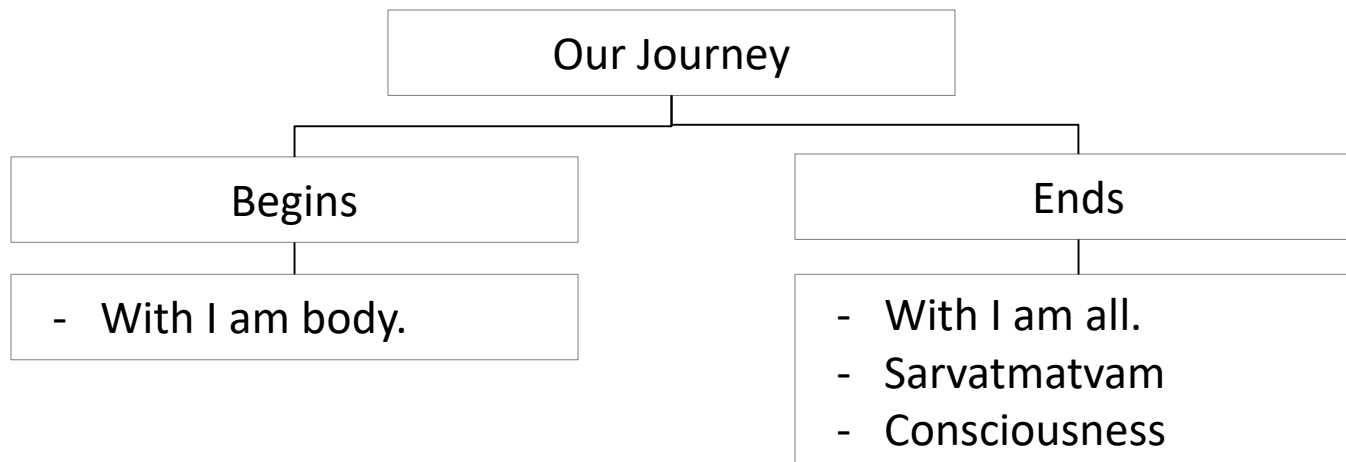 Our Journey
Begins
- With I am body.
Ends
- With I am all.
- Sarvatmatvam
- Consciousness